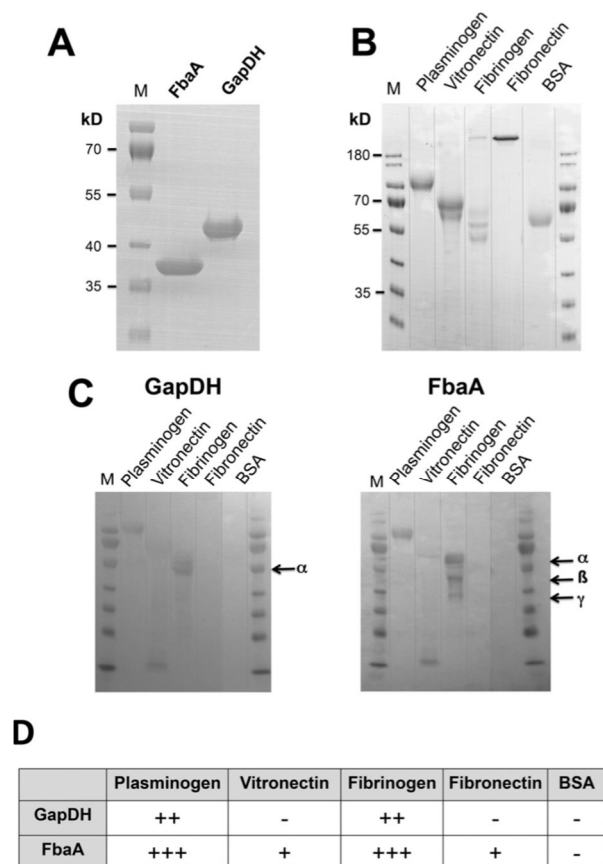 A
M FbaA GapDH
kD
70
55
40
35
B
M Plasminogen Vitronectin Fibrinogen Fibronectin BSA
kD
180
70
55
35
C
GapDH
M Plasminogen Vitronectin Fibrinogen Fibronectin BSA
α
FbaA
M Plasminogen Vitronectin Fibrinogen Fibronectin BSA
α
ß
γ
D
Plasminogen Vitronectin Fibrinogen Fibronectin BSA
GapDH ++ - ++ - -
FbaA +++ + +++ + -